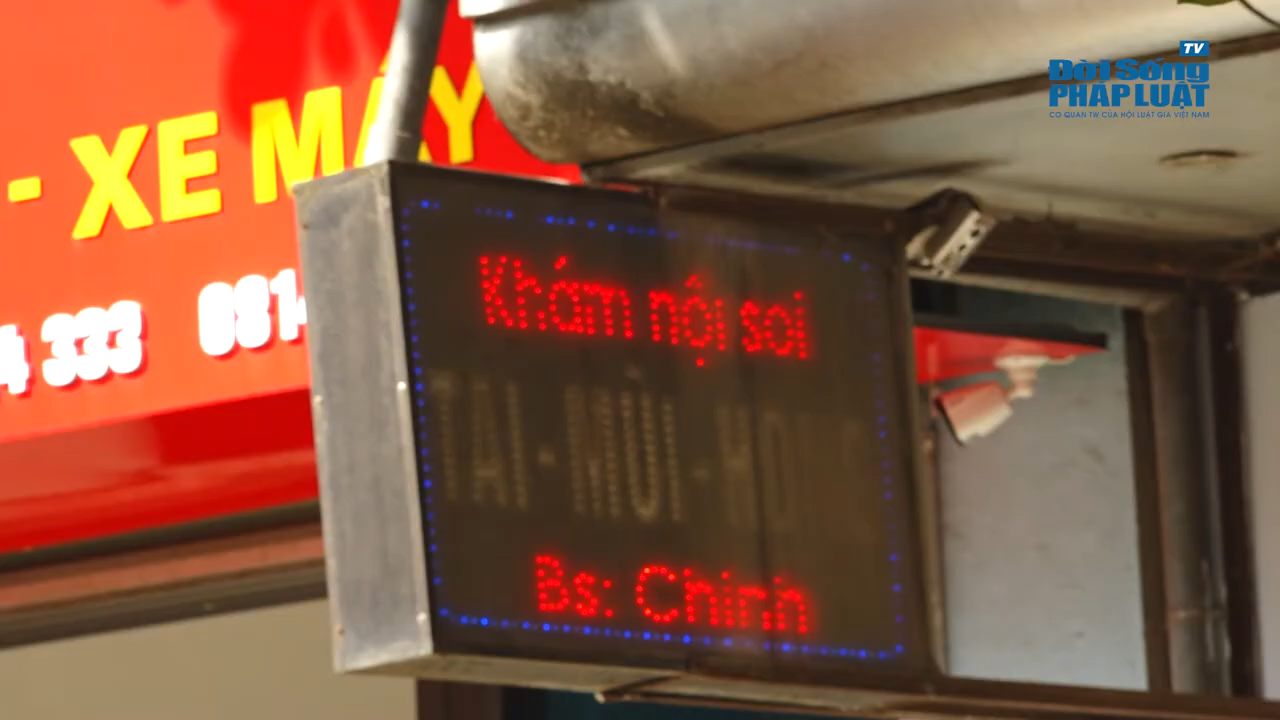 TV
Đời Sống
PHÁP LUẬT
CƠ QUAN TW CỦA HỘI LUẬT GIA VIỆT NAM
- XE MÁY
4 333 0814
Khám nội soi
TAI - MŨI - HỌNG
Bs: Chinh